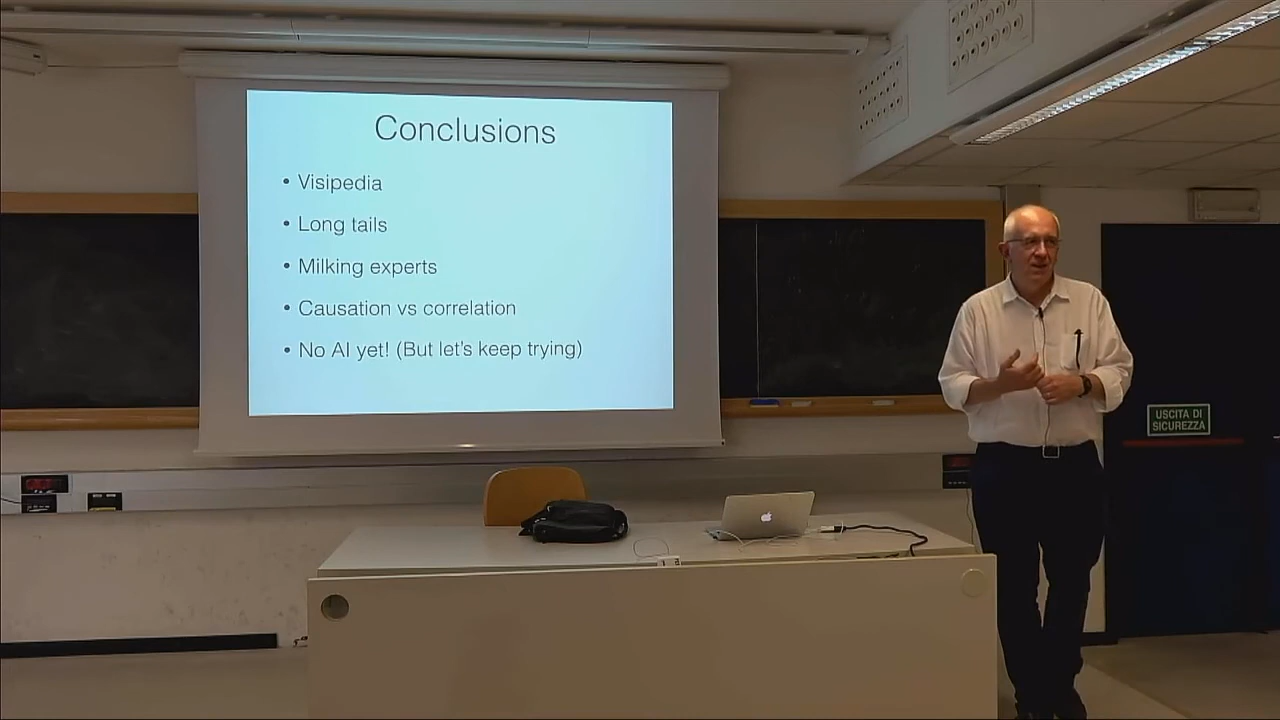 Conclusions
• Visipedia
• Long tails
• Milking experts
• Causation vs correlation
• No AI yet! (But let's keep trying)
USCITA DI
SICUREZZA